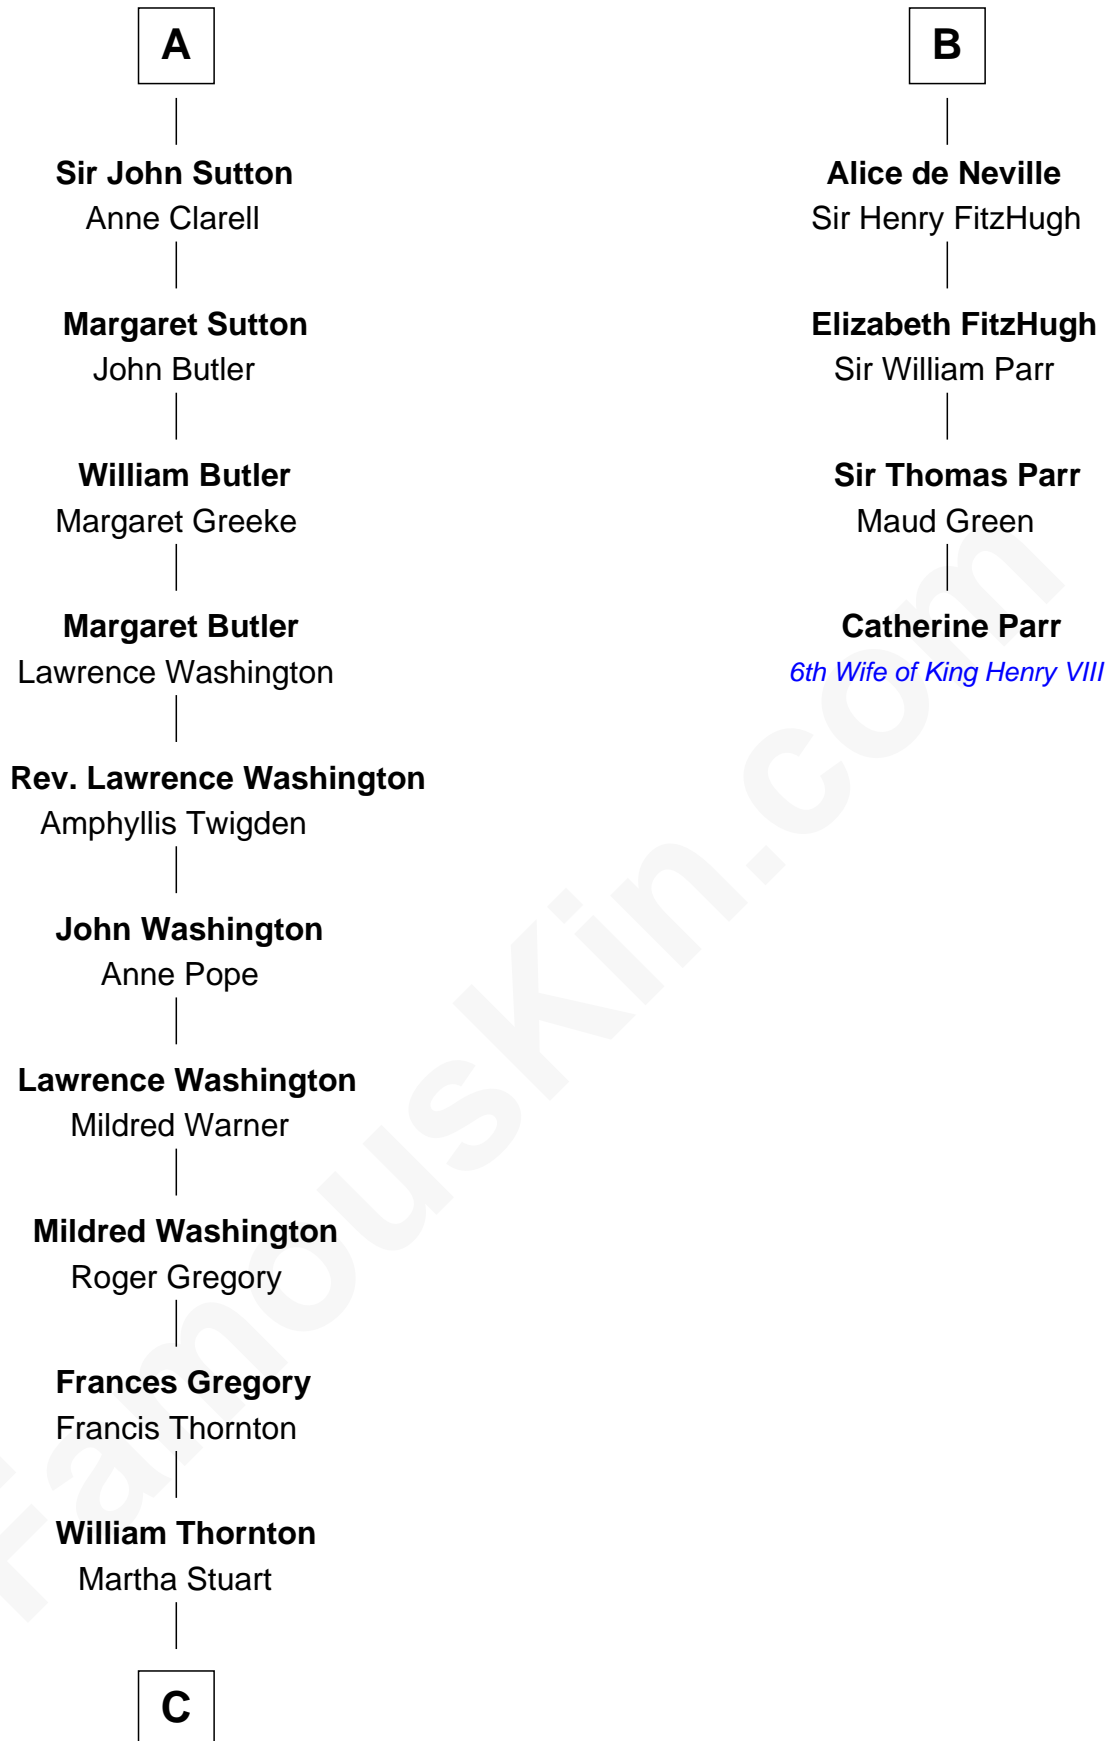 A
Sir John Sutton
Anne Clarell
Margaret Sutton
John Butler
William Butler
Margaret Greeke
Margaret Butler
Lawrence Washington
Rev. Lawrence Washington
Amphyllis Twigden
John Washington
Anne Pope
Lawrence Washington
Mildred Warner
Mildred Washington
Roger Gregory
Frances Gregory
Francis Thornton
William Thornton
Martha Stuart
C
B
Alice de Neville
Sir Henry FitzHugh
Elizabeth FitzHugh
Sir William Parr
Sir Thomas Parr
Maud Green
Catherine Parr
6th Wife of King Henry VIII
FamousKin.com